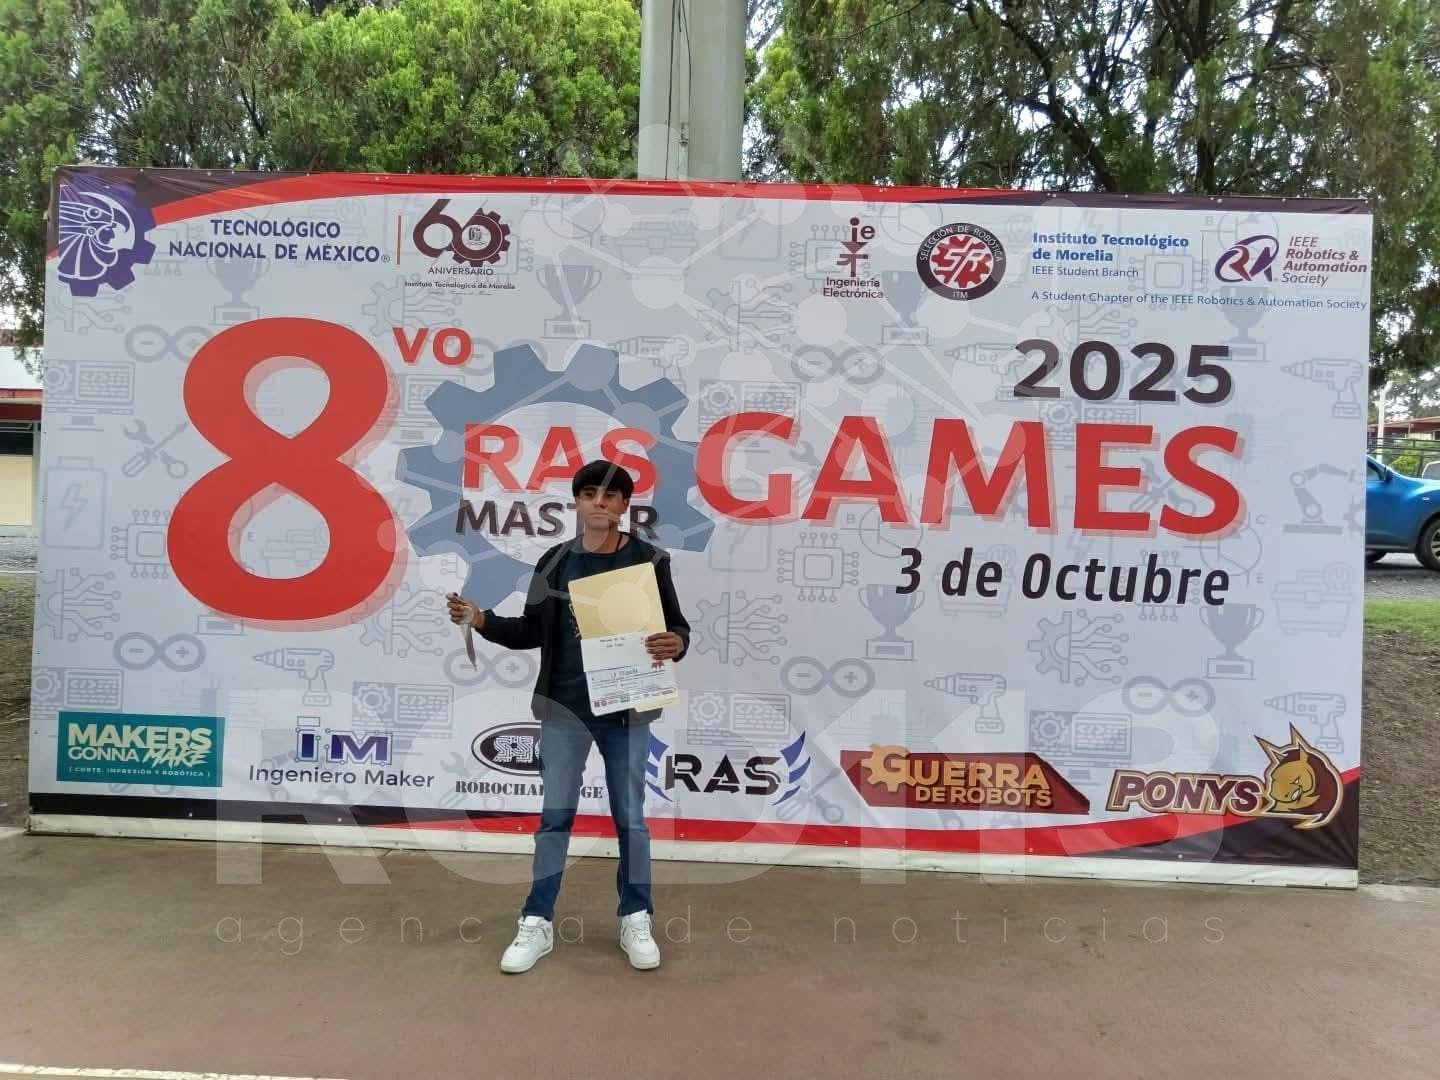 TECNOLÓGICO
NACIONAL DE MÉXICO®
60
ANIVERSARIO
Instituto Tecnológico de Morelia
ie
Ingeniería
Electrónica
SELECCIÓN DE ROBÓTICA
ITM
Instituto Tecnológico
de Morelia
IEEE Student Branch
A Student Chapter of the IEEE Robotics & Automation Society
IEEE
Robotics &
Automation
Society
8VO
RAS
MASTER
GAMES
2025
3 de Octubre
MAKERS
GONNA MAKE
[ CORTE, IMPRESIÓN Y ROBÓTICA ]
IM
Ingeniero Maker
RAS
GUERRA
DE ROBOTS
PONYS
agencia de noticias